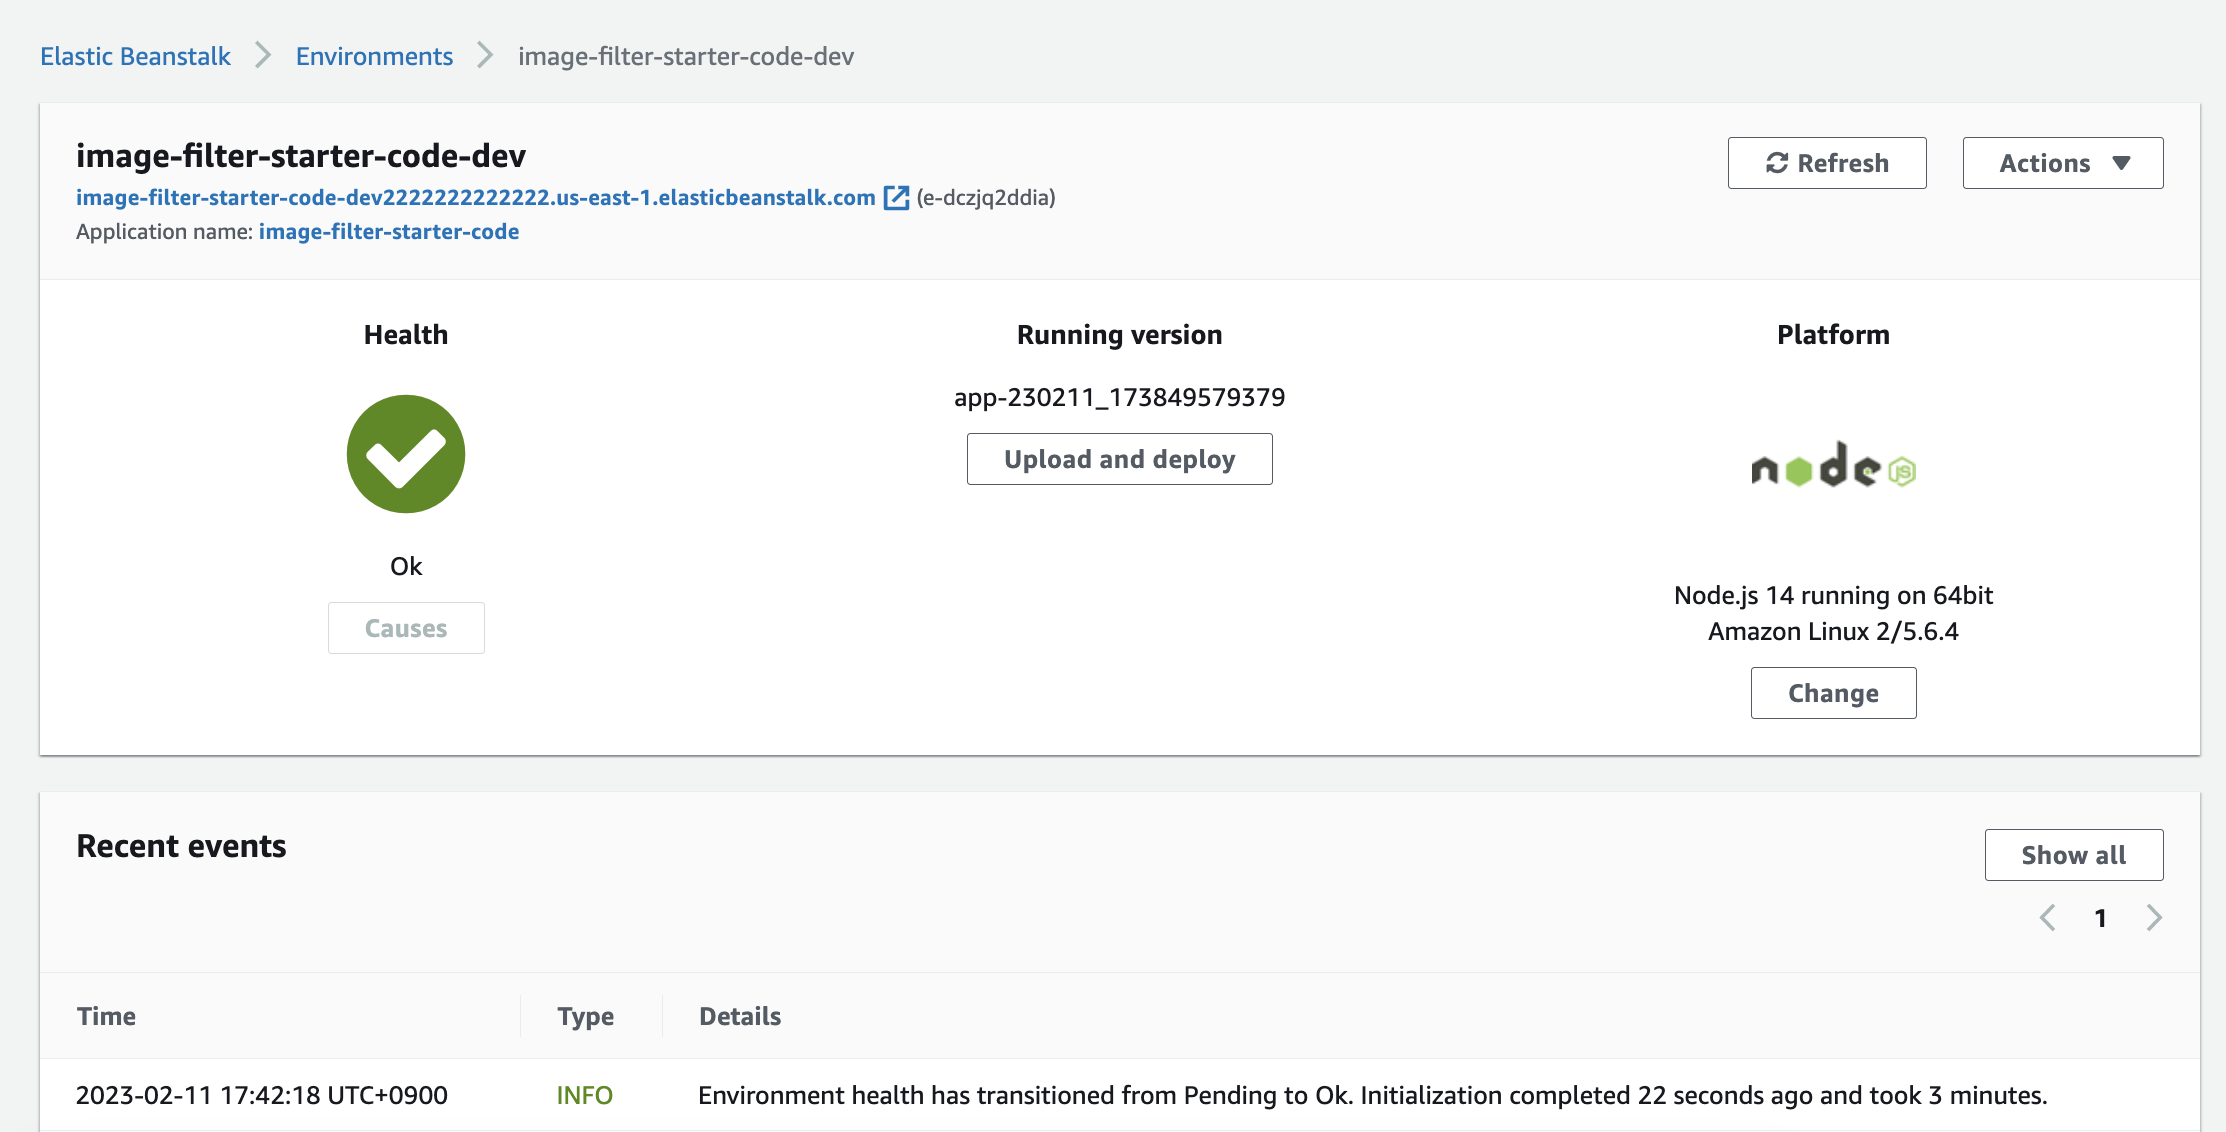 Elastic Beanstalk > Environments > image-filter-starter-code-dev
image-filter-starter-code-dev
Refresh
Actions ▼
image-filter-starter-code-dev2222222222222.us-east-1.elasticbeanstalk.com (e-dczjq2ddia)
Application name: image-filter-starter-code
Health
Ok
Causes
Running version
app-230211_173849579379
Upload and deploy
Platform
node JS
Node.js 14 running on 64bit
Amazon Linux 2/5.6.4
Change
Recent events
Show all
< 1 >
Time Type Details
2023-02-11 17:42:18 UTC+0900 INFO Environment health has transitioned from Pending to Ok. Initialization completed 22 seconds ago and took 3 minutes.